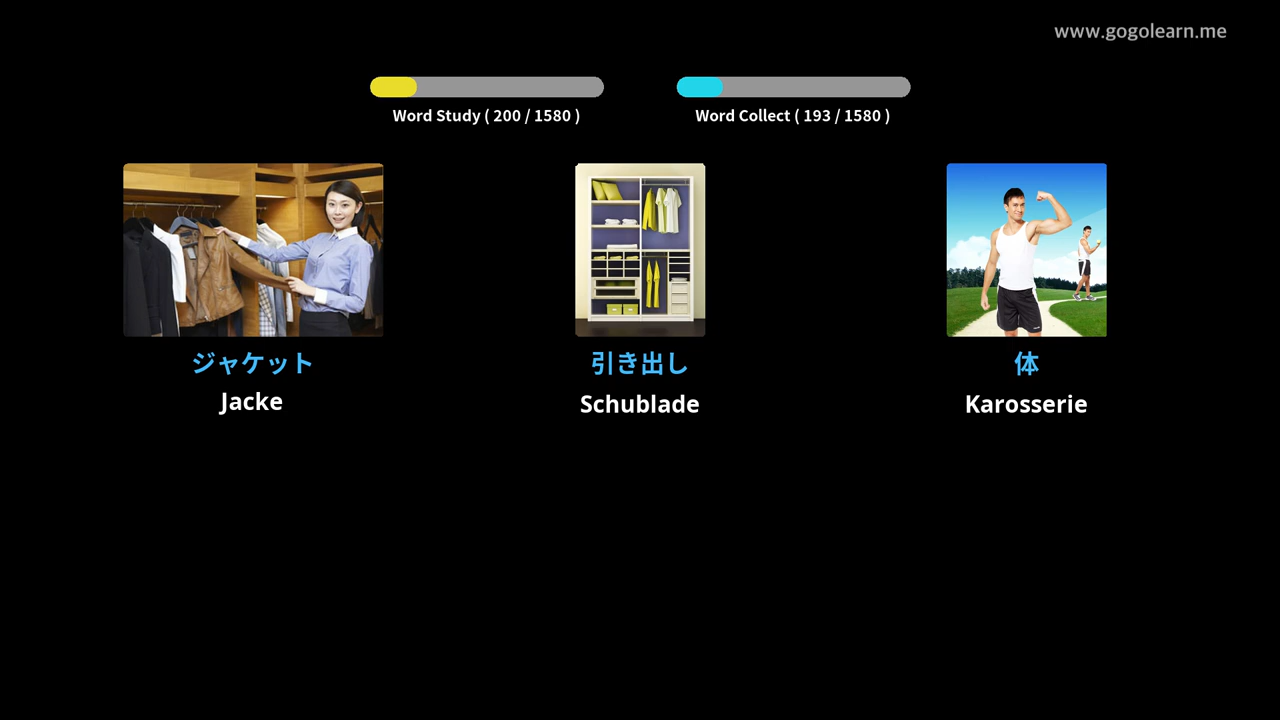 www.gogolearn.me
Word Study ( 200 / 1580 )
Word Collect ( 193 / 1580 )
ジャケット
Jacke
引き出し
Schublade
体
Karosserie